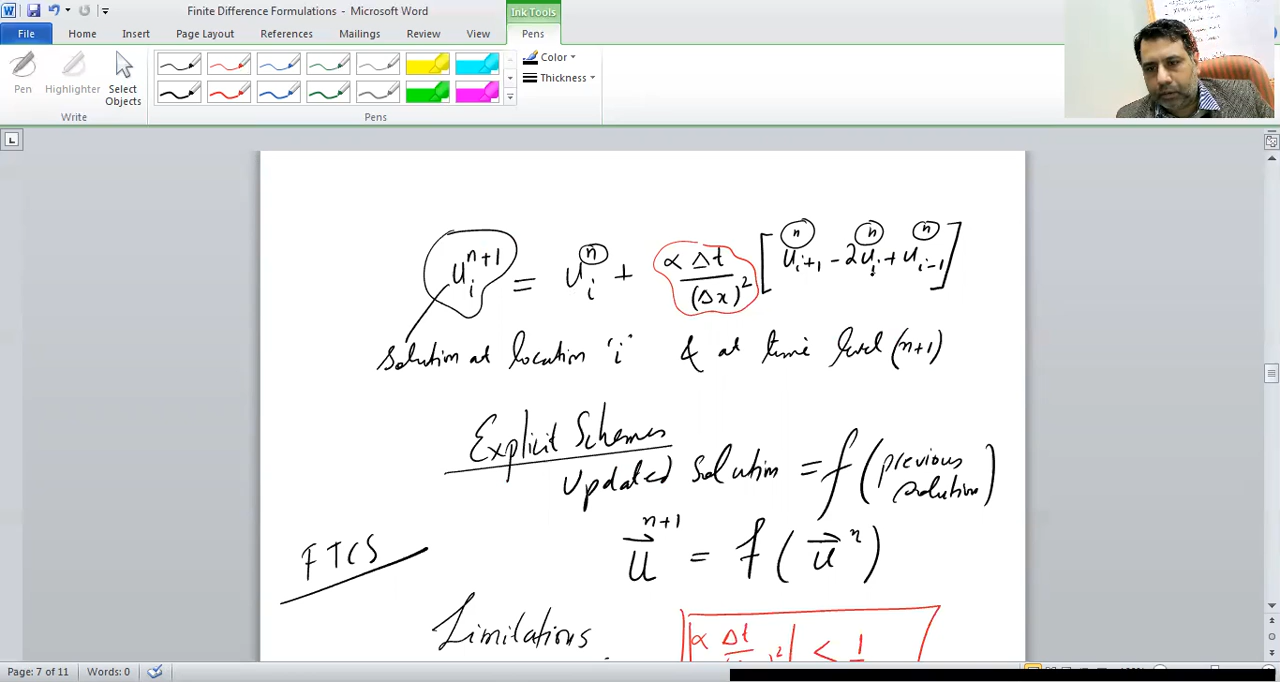 Finite Difference Formulations - Microsoft Word
Ink Tools
File Home Insert Page Layout References Mailings Review View Pens
Pen Highlighter Select Objects
Color
Thickness
Write
Pens
u_i^{n+1} = u_i^n + α Δt / (Δx)^2 [ u_{i+1}^n - 2u_i^n + u_{i-1}^n ]
Solution at location 'i' & at time level (n+1)
Explicit Schemes
Updated Solution = f ( previous solution )
u^{n+1} = f ( u^n )
FTCS
Limitations
α Δt < 1
Page: 7 of 11 Words: 0